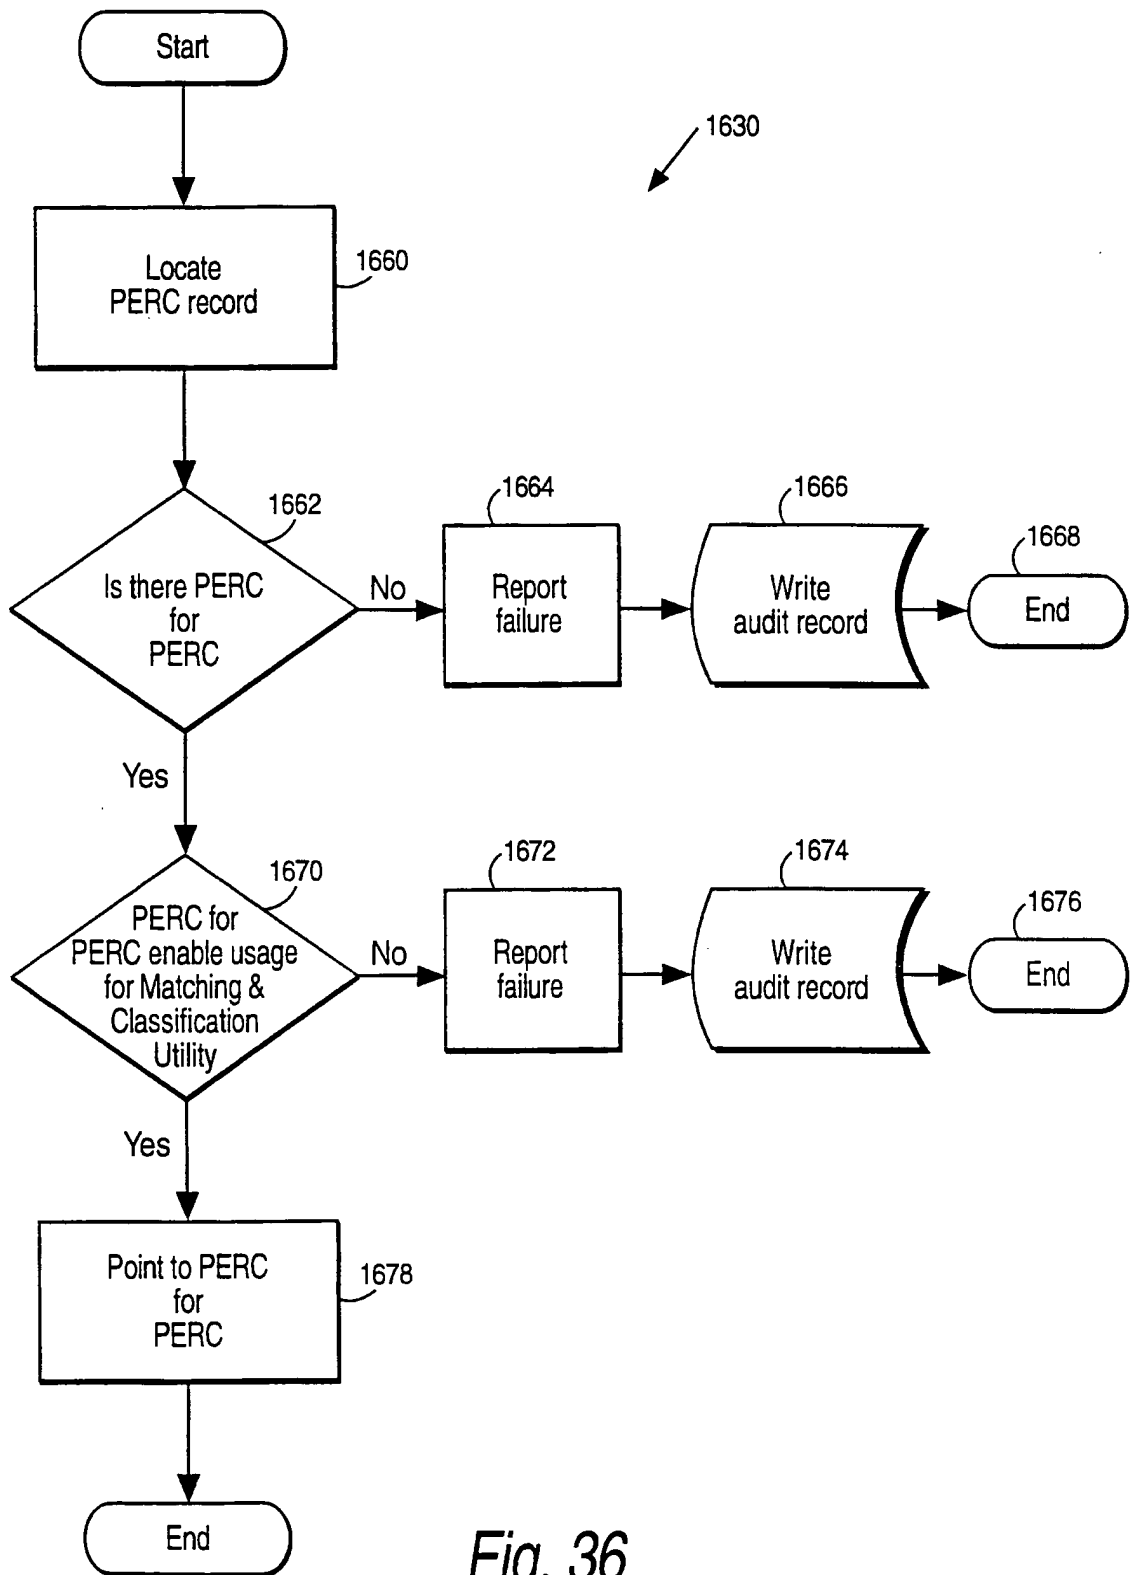 Start
1630
Locate
PERC record
1660
1662
Is there PERC
for
PERC
No
1664
Report
failure
1666
Write
audit record
1668
End
Yes
1670
PERC for
PERC enable usage
for Matching &
Classification
Utility
No
1672
Report
failure
1674
Write
audit record
1676
End
Yes
Point to PERC
for
PERC
1678
End
Fig. 36